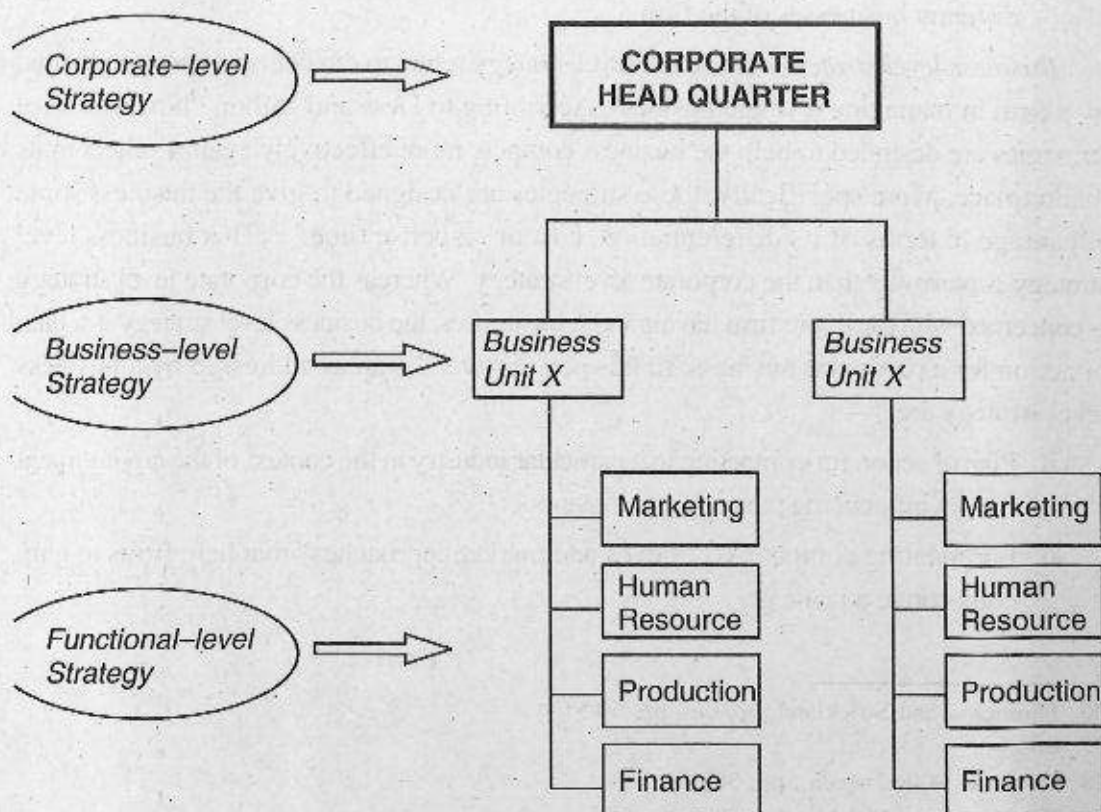 Corporate–level
Strategy
CORPORATE
HEAD QUARTER
Business–level
Strategy
Business
Unit X
Business
Unit X
Functional–level
Strategy
Marketing
Human
Resource
Production
Finance
Marketing
Human
Resource
Production
Finance